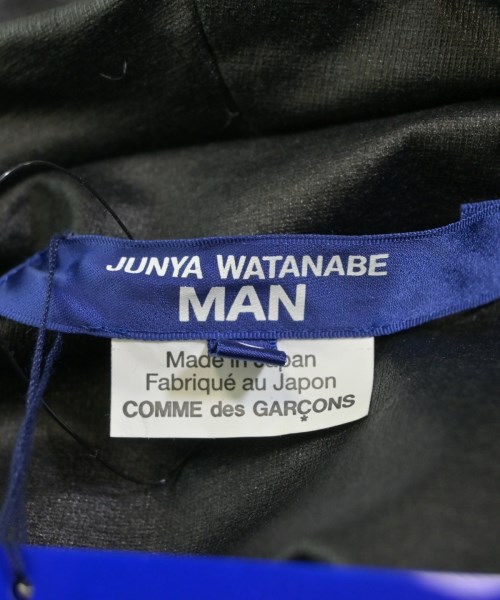 JUNYA WATANABE
MAN
Made in Japan
Fabriqué au Japon
COMME des GARÇONS